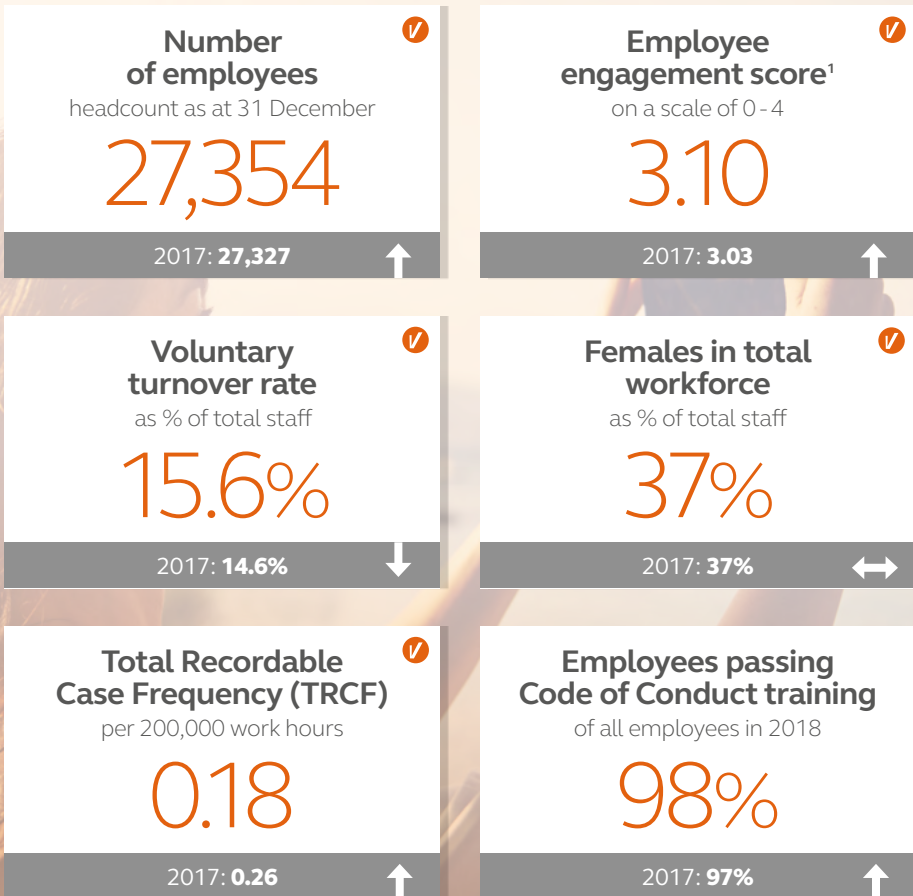 Number
of employees
headcount as at 31 December
27,354
2017: 27,327
Employee
engagement score¹
on a scale of 0-4
3.10
2017: 3.03
Voluntary
turnover rate
as % of total staff
15.6%
2017: 14.6%
Females in total
workforce
as % of total staff
37%
2017: 37%
Total Recordable
Case Frequency (TRCF)
per 200,000 work hours
0.18
2017: 0.26
Employees passing
Code of Conduct training
of all employees in 2018
98%
2017: 97%